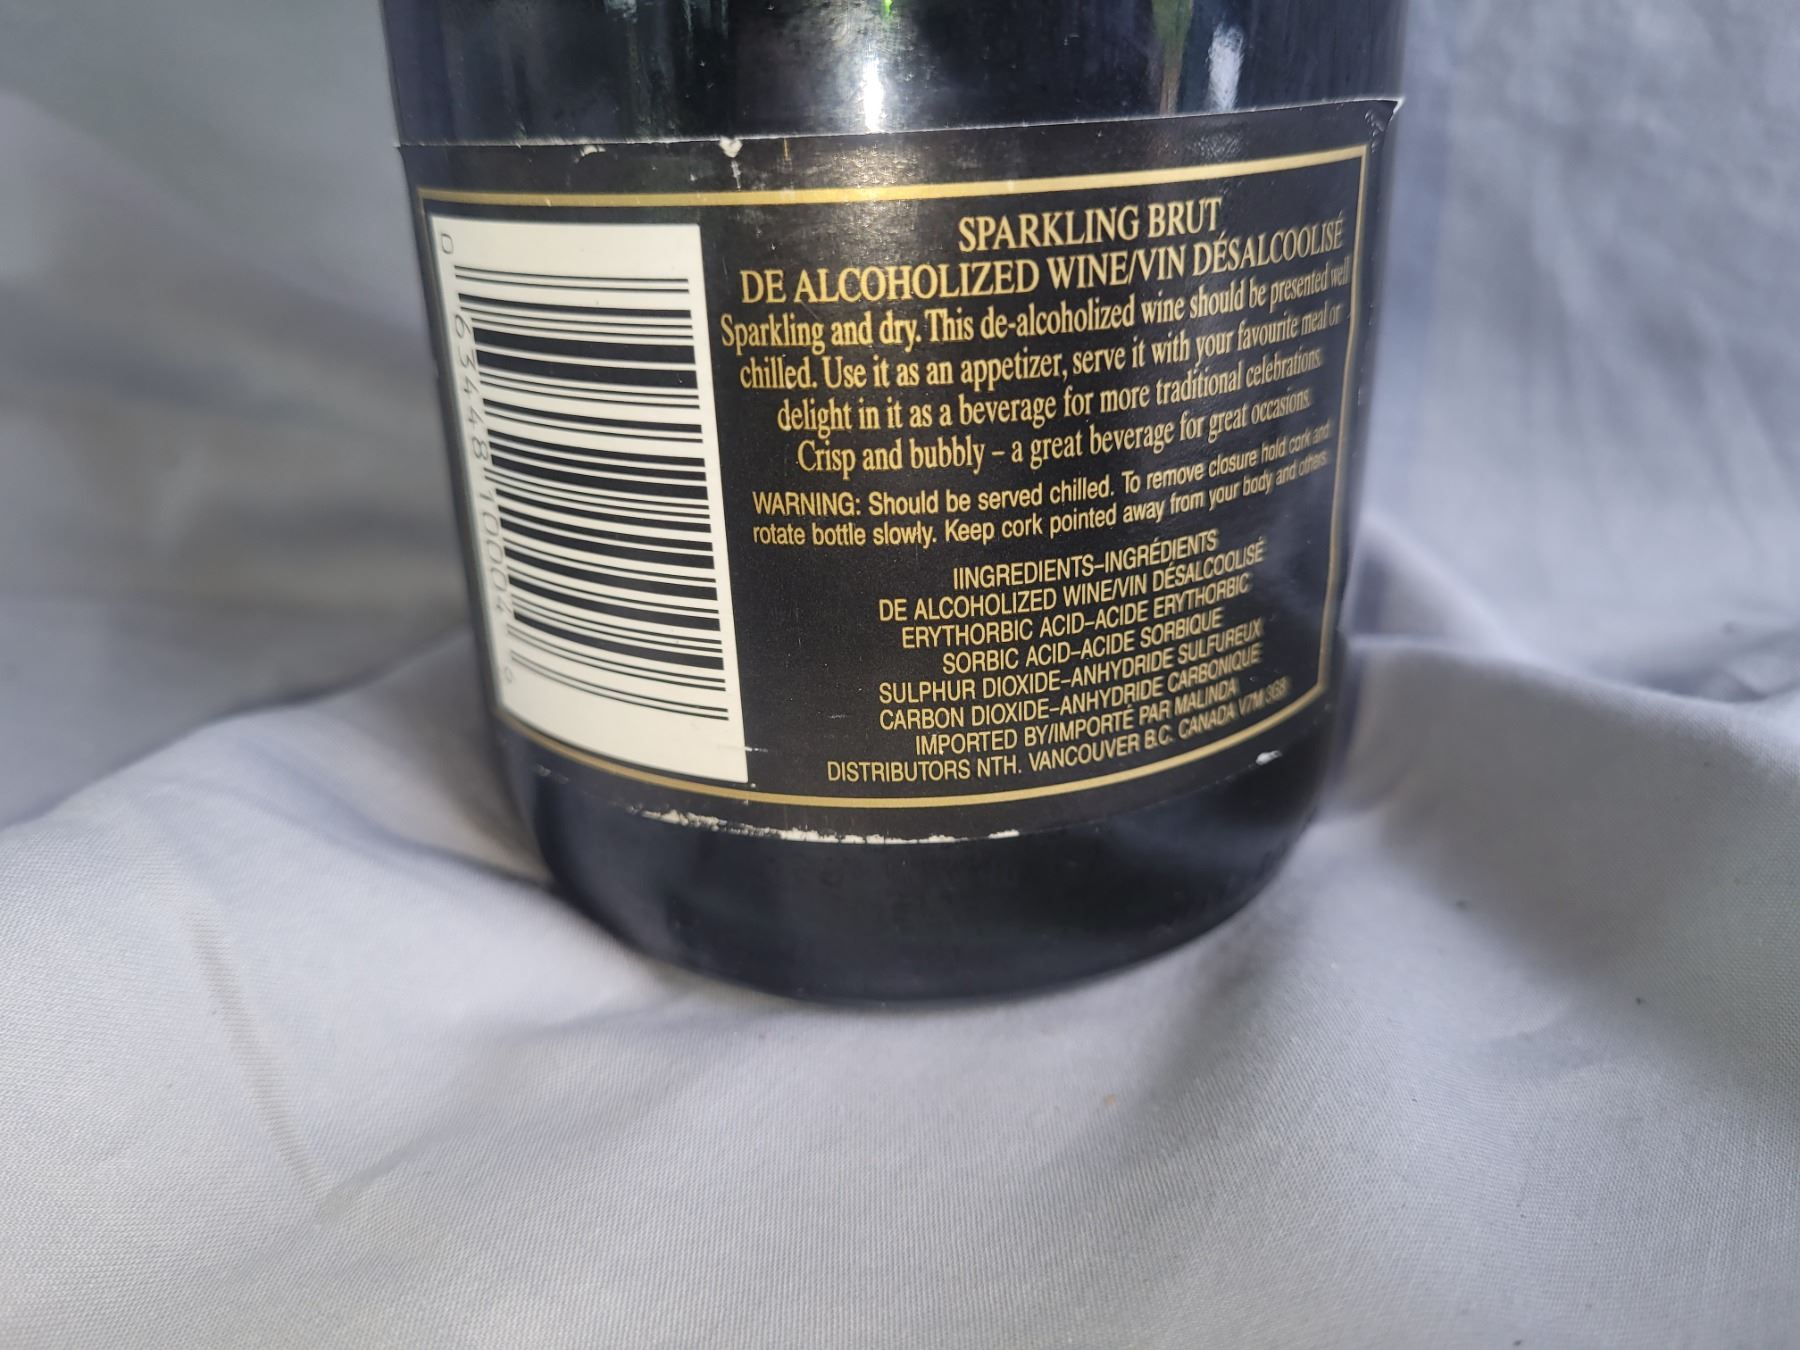 SPARKLING BRUT
DE ALCOHOLIZED WINE/VIN DÉSALCOOLISÉ
Sparkling and dry. This de-alcoholized wine should be presented well
chilled. Use it as an appetizer, serve it with your favourite meal or
delight in it as a beverage for more traditional celebrations.
Crisp and bubbly – a great beverage for great occasions.
WARNING: Should be served chilled. To remove closure hold cork and
rotate bottle slowly. Keep cork pointed away from your body and others.
IINGREDIENTS–INGRÉDIENTS
DE ALCOHOLIZED WINE/VIN DÉSALCOOLISÉ
ERYTHORBIC ACID–ACIDE ERYTHORBIC
SORBIC ACID–ACIDE SORBIQUE
SULPHUR DIOXIDE–ANHYDRIDE SULFUREUX
CARBON DIOXIDE–ANHYDRIDE CARBONIQUE
IMPORTED BY/IMPORTÉ PAR MALINDA
DISTRIBUTORS NTH. VANCOUVER B.C. CANADA V7M 3G8
0 63448 10004